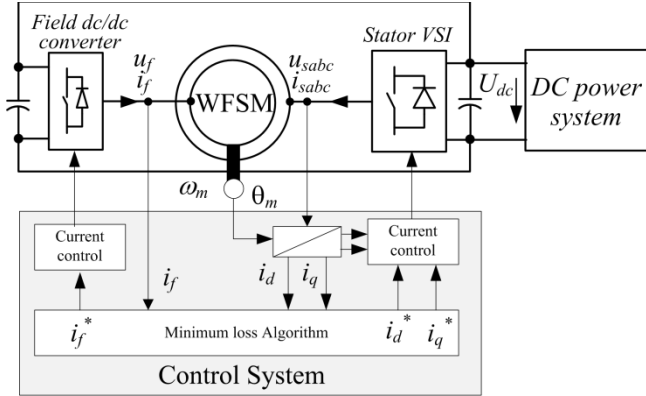 Field dc/dc
converter
u_f
i_f
WFSM
u_sabc
i_sabc
Stator VSI
U_dc
DC power
system
ω_m
θ_m
Current
control
i_f
i_d
i_q
Current
control
i_f^*
Minimum loss Algorithm
i_d^*
i_q^*
Control System